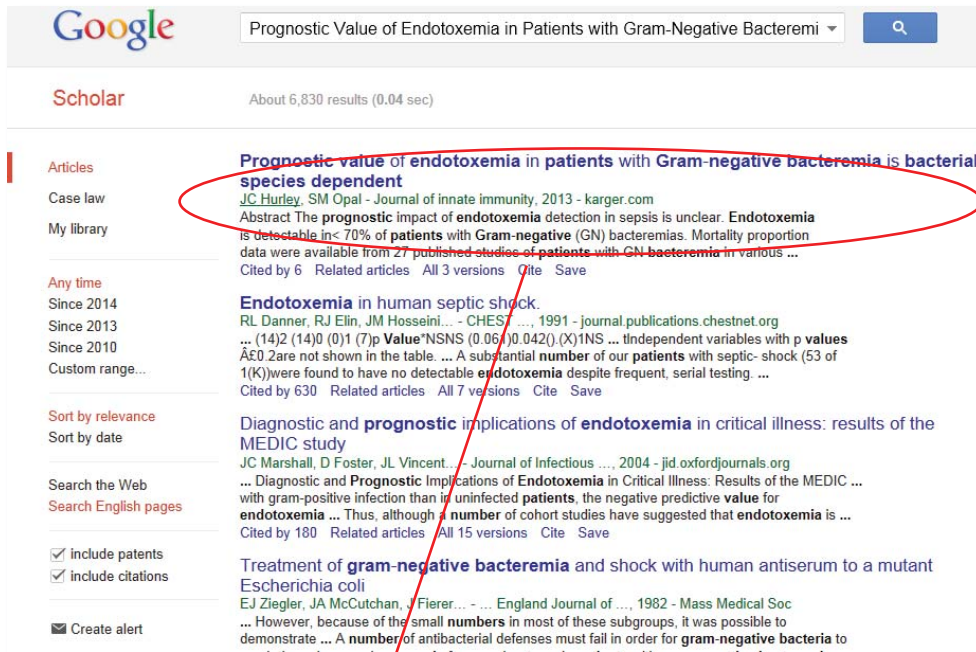 Google
Prognostic Value of Endotoxemia in Patients with Gram-Negative Bacteremi
Scholar
About 6,830 results (0.04 sec)
Articles
Case law
My library
Any time
Since 2014
Since 2013
Since 2010
Custom range...
Sort by relevance
Sort by date
Search the Web
Search English pages
include patents
include citations
Create alert
Prognostic value of endotoxemia in patients with Gram-negative bacteremia is bacterial
species dependent
JC Hurley, SM Opal - Journal of innate immunity, 2013 - karger.com
Abstract The prognostic impact of endotoxemia detection in sepsis is unclear. Endotoxemia
is detectable in< 70% of patients with Gram-negative (GN) bacteremias. Mortality proportion
data were available from 27 published studies of patients with GN bacteremia in various ...
Cited by 6 Related articles All 3 versions Cite Save
Endotoxemia in human septic shock.
RL Danner, RJ Elin, JM Hosseini... - CHEST ..., 1991 - journal.publications.chestnet.org
... (14)2 (14)0 (0)1 (7)p Value*NSNS (0.061)0.042().(X)1NS ... tIndependent variables with p values
Â£0.2are not shown in the table. ... A substantial number of our patients with septic- shock (53 of
1(K))were found to have no detectable endotoxemia despite frequent, serial testing. ...
Cited by 630 Related articles All 7 versions Cite Save
Diagnostic and prognostic implications of endotoxemia in critical illness: results of the
MEDIC study
JC Marshall, D Foster, JL Vincent... - Journal of Infectious ..., 2004 - jid.oxfordjournals.org
... Diagnostic and Prognostic Implications of Endotoxemia in Critical Illness: Results of the MEDIC ...
with gram-positive infection than in uninfected patients, the negative predictive value for
endotoxemia ... Thus, although a number of cohort studies have suggested that endotoxemia is ...
Cited by 180 Related articles All 15 versions Cite Save
Treatment of gram-negative bacteremia and shock with human antiserum to a mutant
Escherichia coli
EJ Ziegler, JA McCutchan, J Fierer... - ... England Journal of ..., 1982 - Mass Medical Soc
... However, because of the small numbers in most of these subgroups, it was possible to
demonstrate ... A number of antibacterial defenses must fail in order for gram-negative bacteria to